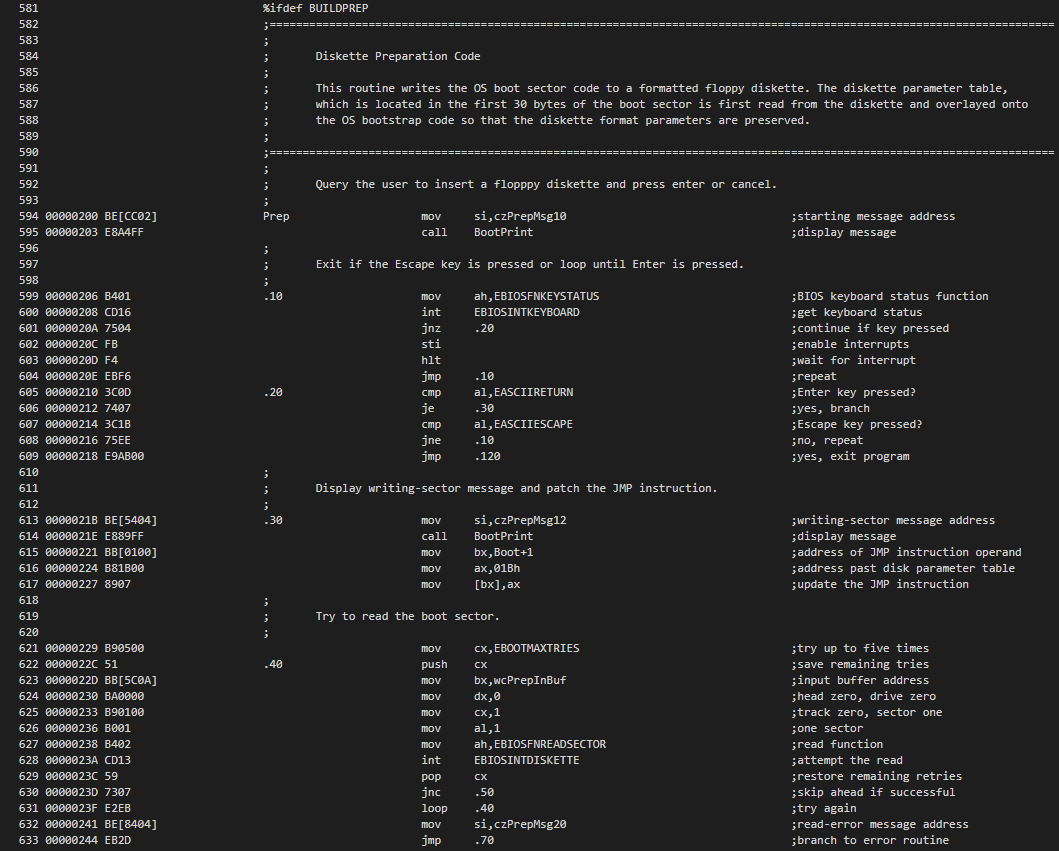 581 %ifdef BUILDPREP
582 ;=======================================================================================================================
583 ;
584 ; Diskette Preparation Code
585 ;
586 ; This routine writes the OS boot sector code to a formatted floppy diskette. The diskette parameter table,
587 ; which is located in the first 30 bytes of the boot sector is first read from the diskette and overlayed onto
588 ; the OS bootstrap code so that the diskette format parameters are preserved.
589 ;
590 ;=======================================================================================================================
591 ;
592 ; Query the user to insert a flopppy diskette and press enter or cancel.
593 ;
594 00000200 BE[CC02] Prep mov si,czPrepMsg10 ;starting message address
595 00000203 E8A4FF call BootPrint ;display message
596 ;
597 ; Exit if the Escape key is pressed or loop until Enter is pressed.
598 ;
599 00000206 B401 .10 mov ah,EBIOSFNKEYSTATUS ;BIOS keyboard status function
600 00000208 CD16 int EBIOSINTKEYBOARD ;get keyboard status
601 0000020A 7504 jnz .20 ;continue if key pressed
602 0000020C FB sti ;enable interrupts
603 0000020D F4 hlt ;wait for interrupt
604 0000020E EBF6 jmp .10 ;repeat
605 00000210 3C0D .20 cmp al,EASCIIRETURN ;Enter key pressed?
606 00000212 7407 je .30 ;yes, branch
607 00000214 3C1B cmp al,EASCIIESCAPE ;Escape key pressed?
608 00000216 75EE jne .10 ;no, repeat
609 00000218 E9AB00 jmp .120 ;yes, exit program
610 ;
611 ; Display writing-sector message and patch the JMP instruction.
612 ;
613 0000021B BE[5404] .30 mov si,czPrepMsg12 ;writing-sector message address
614 0000021E E889FF call BootPrint ;display message
615 00000221 BB[0100] mov bx,Boot+1 ;address of JMP instruction operand
616 00000224 B81B00 mov ax,01Bh ;address past disk parameter table
617 00000227 8907 mov [bx],ax ;update the JMP instruction
618 ;
619 ; Try to read the boot sector.
620 ;
621 00000229 B90500 mov cx,EBOOTMAXTRIES ;try up to five times
622 0000022C 51 .40 push cx ;save remaining tries
623 0000022D BB[5C0A] mov bx,wcPrepInBuf ;input buffer address
624 00000230 BA0000 mov dx,0 ;head zero, drive zero
625 00000233 B90100 mov cx,1 ;track zero, sector one
626 00000236 B001 mov al,1 ;one sector
627 00000238 B402 mov ah,EBIOSFNREADSECTOR ;read function
628 0000023A CD13 int EBIOSINTDISKETTE ;attempt the read
629 0000023C 59 pop cx ;restore remaining retries
630 0000023D 7307 jnc .50 ;skip ahead if successful
631 0000023F E2EB loop .40 ;try again
632 00000241 BE[8404] mov si,czPrepMsg20 ;read-error message address
633 00000244 EB2D jmp .70 ;branch to error routine